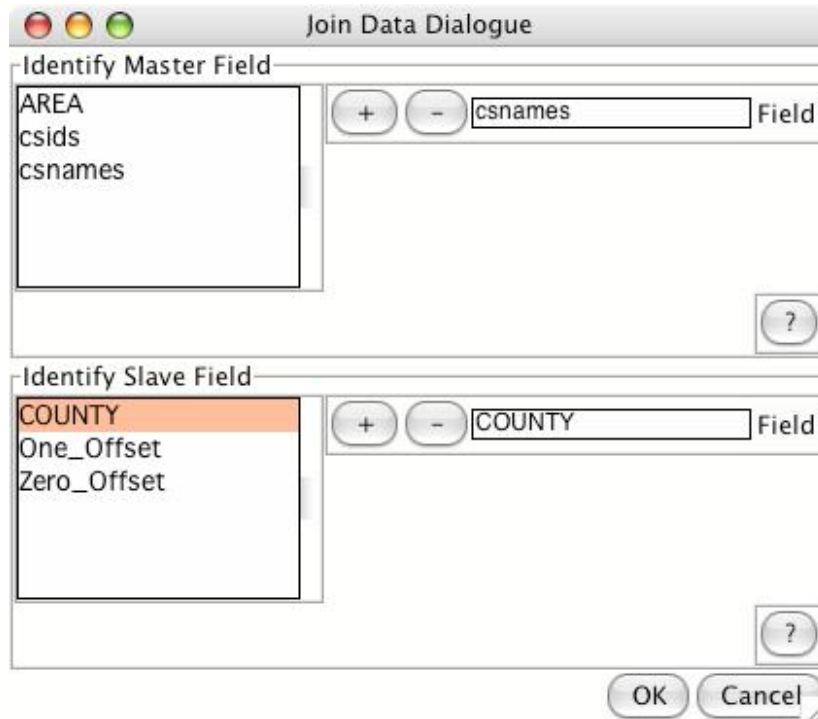 Join Data Dialogue
Identify Master Field
AREA
csids
csnames
+
-
csnames
Field
?
Identify Slave Field
COUNTY
One_Offset
Zero_Offset
+
-
COUNTY
Field
?
OK
Cancel